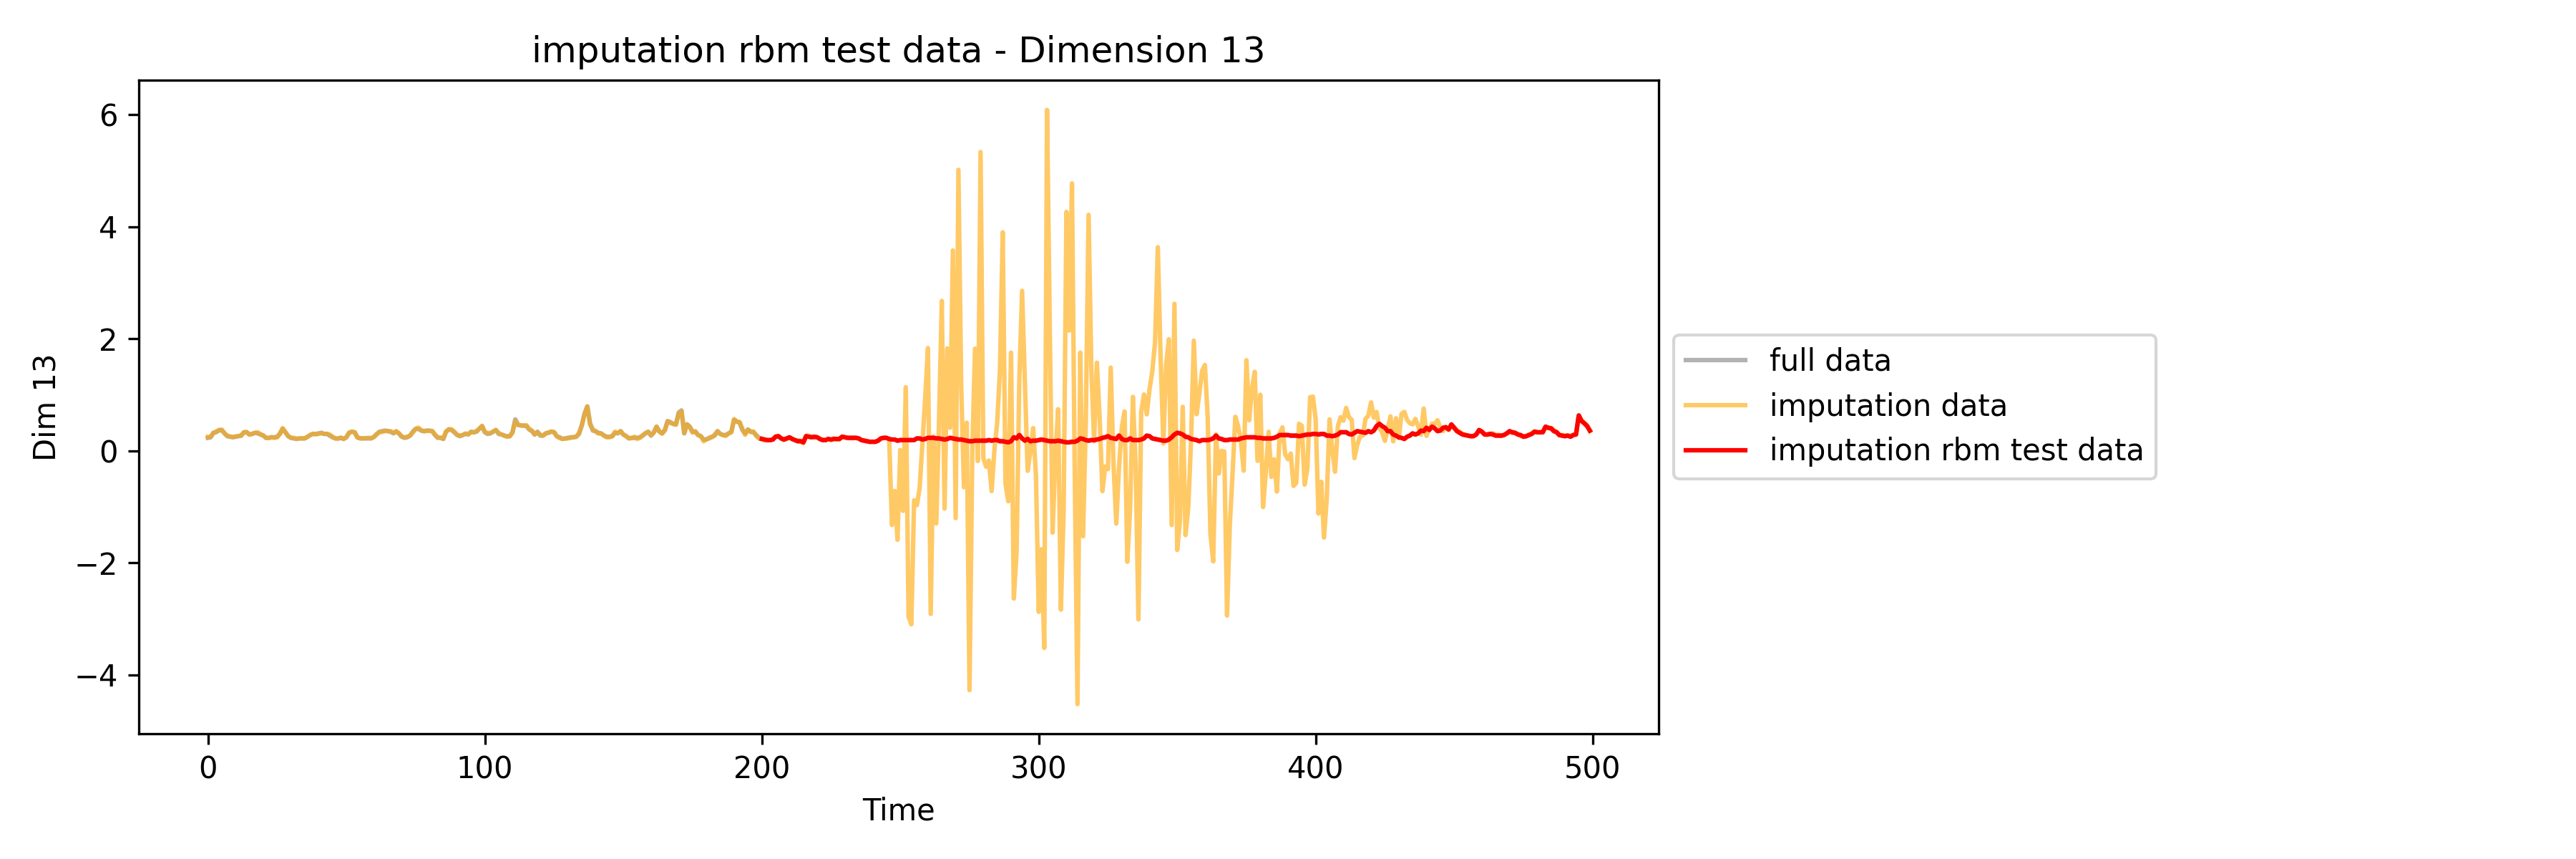 imputation rbm test data - Dimension 13
6
4
2
0
−2
−4
Dim 13
0 100 200 300 400 500
Time
full data
imputation data
imputation rbm test data